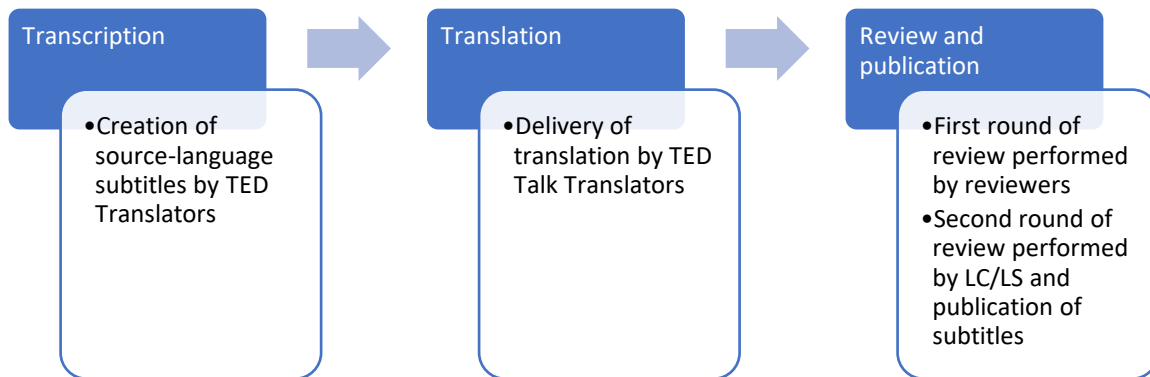 Transcription
•Creation of
source-language
subtitles by TED
Translators
Translation
•Delivery of
translation by TED
Talk Translators
Review and
publication
•First round of
review performed
by reviewers
•Second round of
review performed
by LC/LS and
publication of
subtitles